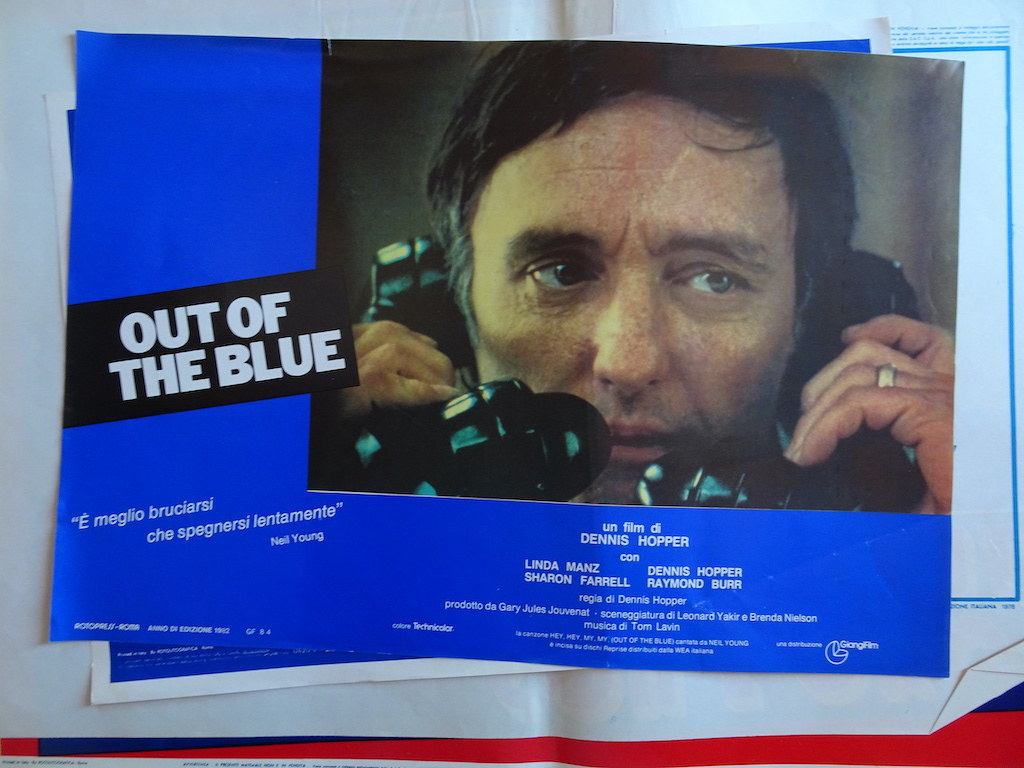 OUT OF
THE BLUE
"È meglio bruciarsi
che spegnersi lentamente"
Neil Young
un film di
DENNIS HOPPER
con
LINDA MANZ DENNIS HOPPER
SHARON FARRELL RAYMOND BURR
regia di Dennis Hopper
prodotto da Gary Jules Jouvenat - sceneggiatura di Leonard Yakir e Brenda Nielson
musica di Tom Lavin
colore Technicolor
la canzone HEY, HEY, MY, MY, (OUT OF THE BLUE) cantata da NEIL YOUNG
è incisa su dischi Reprise distribuiti dalla WEA italiana
una distribuzione GiangiFilm
ROTOPRESS-ROMA ANNO DI EDIZIONE 1982 GF 84
ZIONE ITALIANA 1978